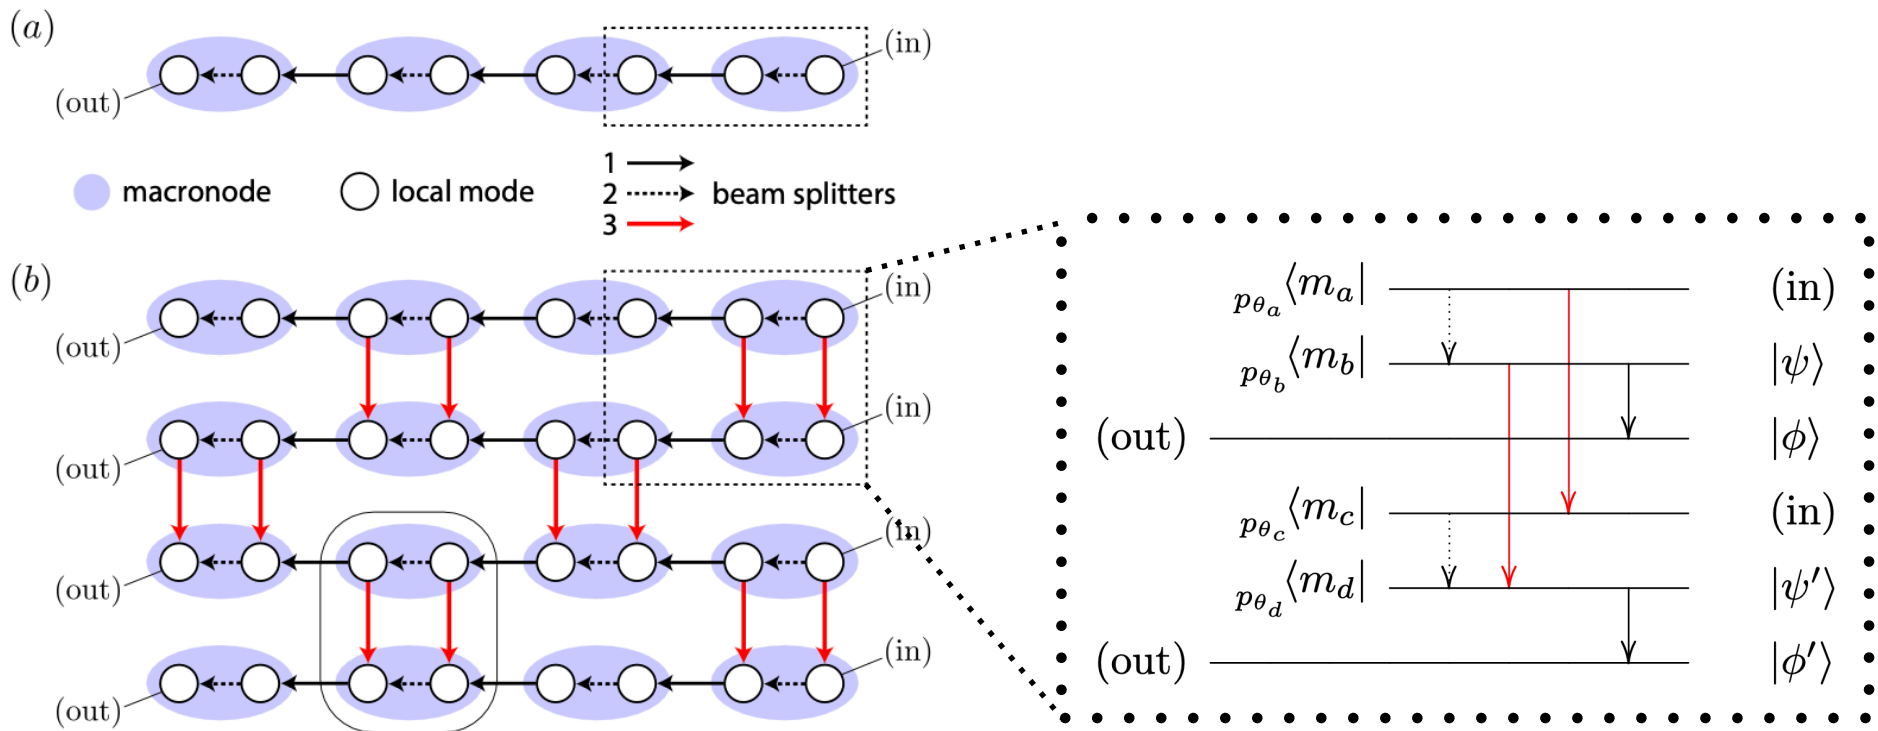 (a)
(in)
(out)
macronode
local mode
1
2
3
beam splitters
(b)
(in)
(out)
(in)
(out)
(in)
(out)
(in)
(out)
p_{θ_a}⟨m_a| (in)
p_{θ_b}⟨m_b| |ψ⟩
(out) |ϕ⟩
p_{θ_c}⟨m_c| (in)
p_{θ_d}⟨m_d| |ψ′⟩
(out) |ϕ′⟩